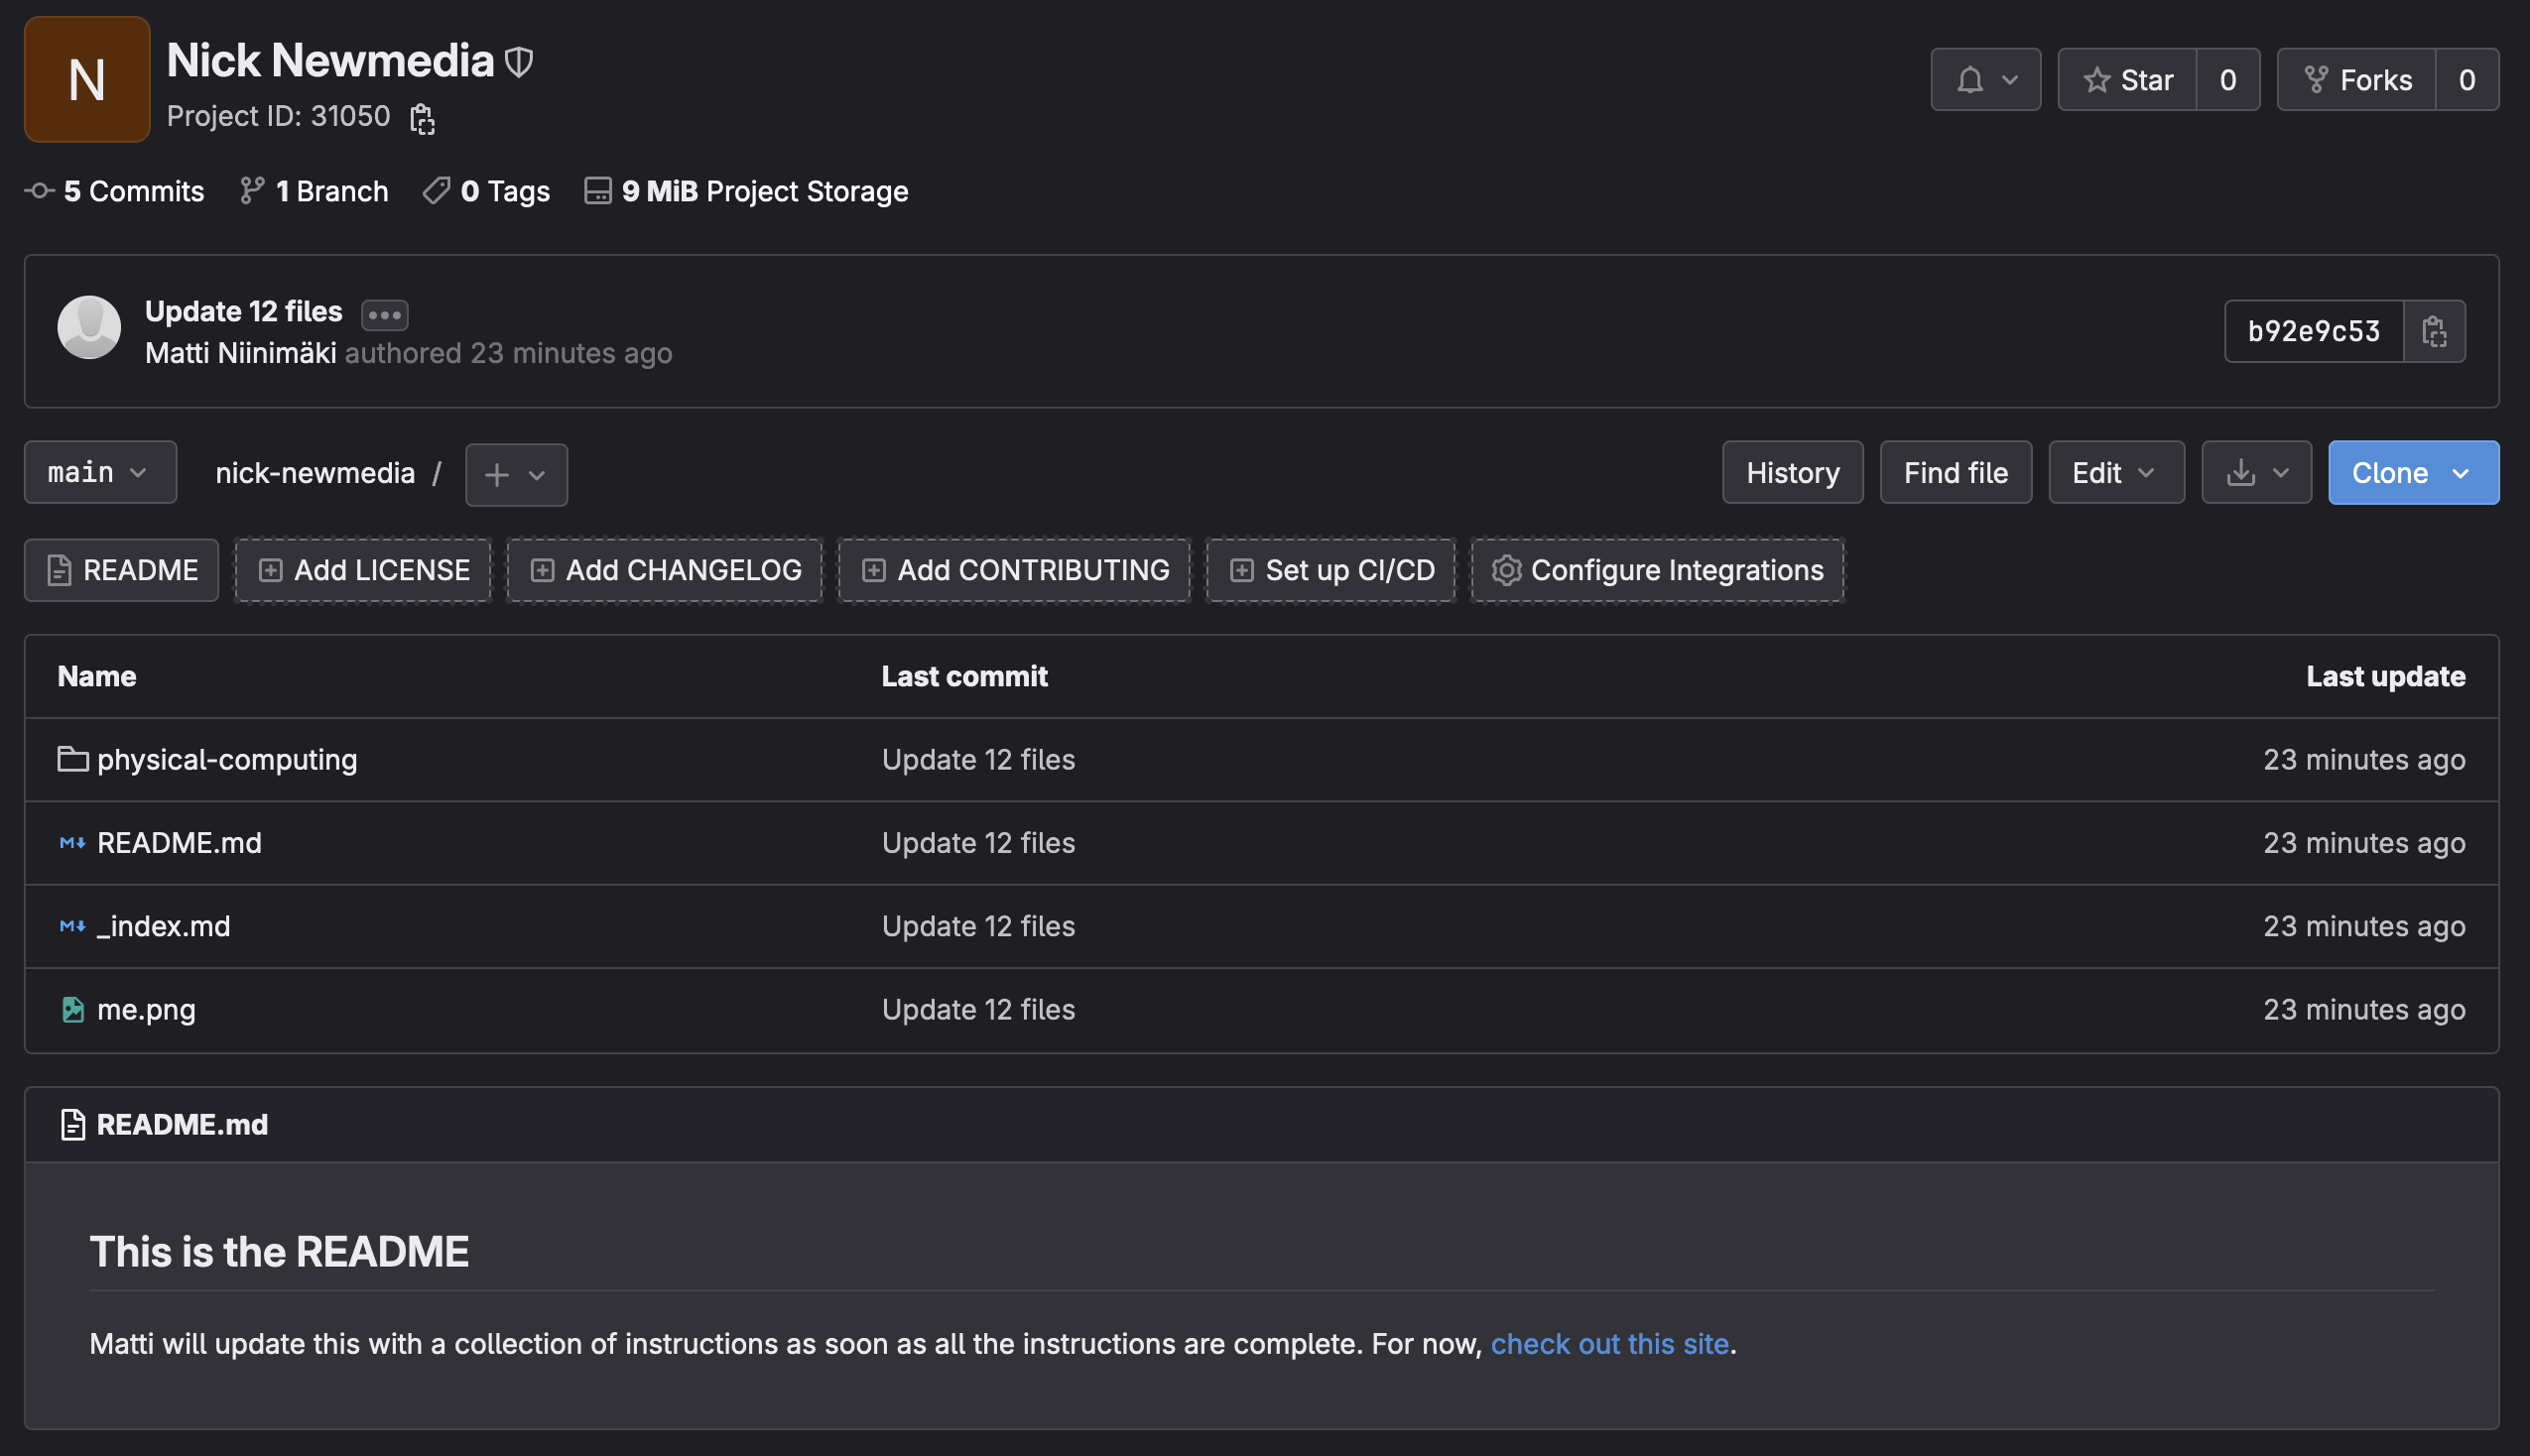 N
Nick Newmedia
Project ID: 31050
Star 0
Forks 0
5 Commits 1 Branch 0 Tags 9 MiB Project Storage
Update 12 files
Matti Niinimäki authored 23 minutes ago
b92e9c53
main nick-newmedia / History Find file Edit Clone
README Add LICENSE Add CHANGELOG Add CONTRIBUTING Set up CI/CD Configure Integrations
Name Last commit Last update
physical-computing Update 12 files 23 minutes ago
README.md Update 12 files 23 minutes ago
_index.md Update 12 files 23 minutes ago
me.png Update 12 files 23 minutes ago
README.md
This is the README
Matti will update this with a collection of instructions as soon as all the instructions are complete. For now, check out this site.